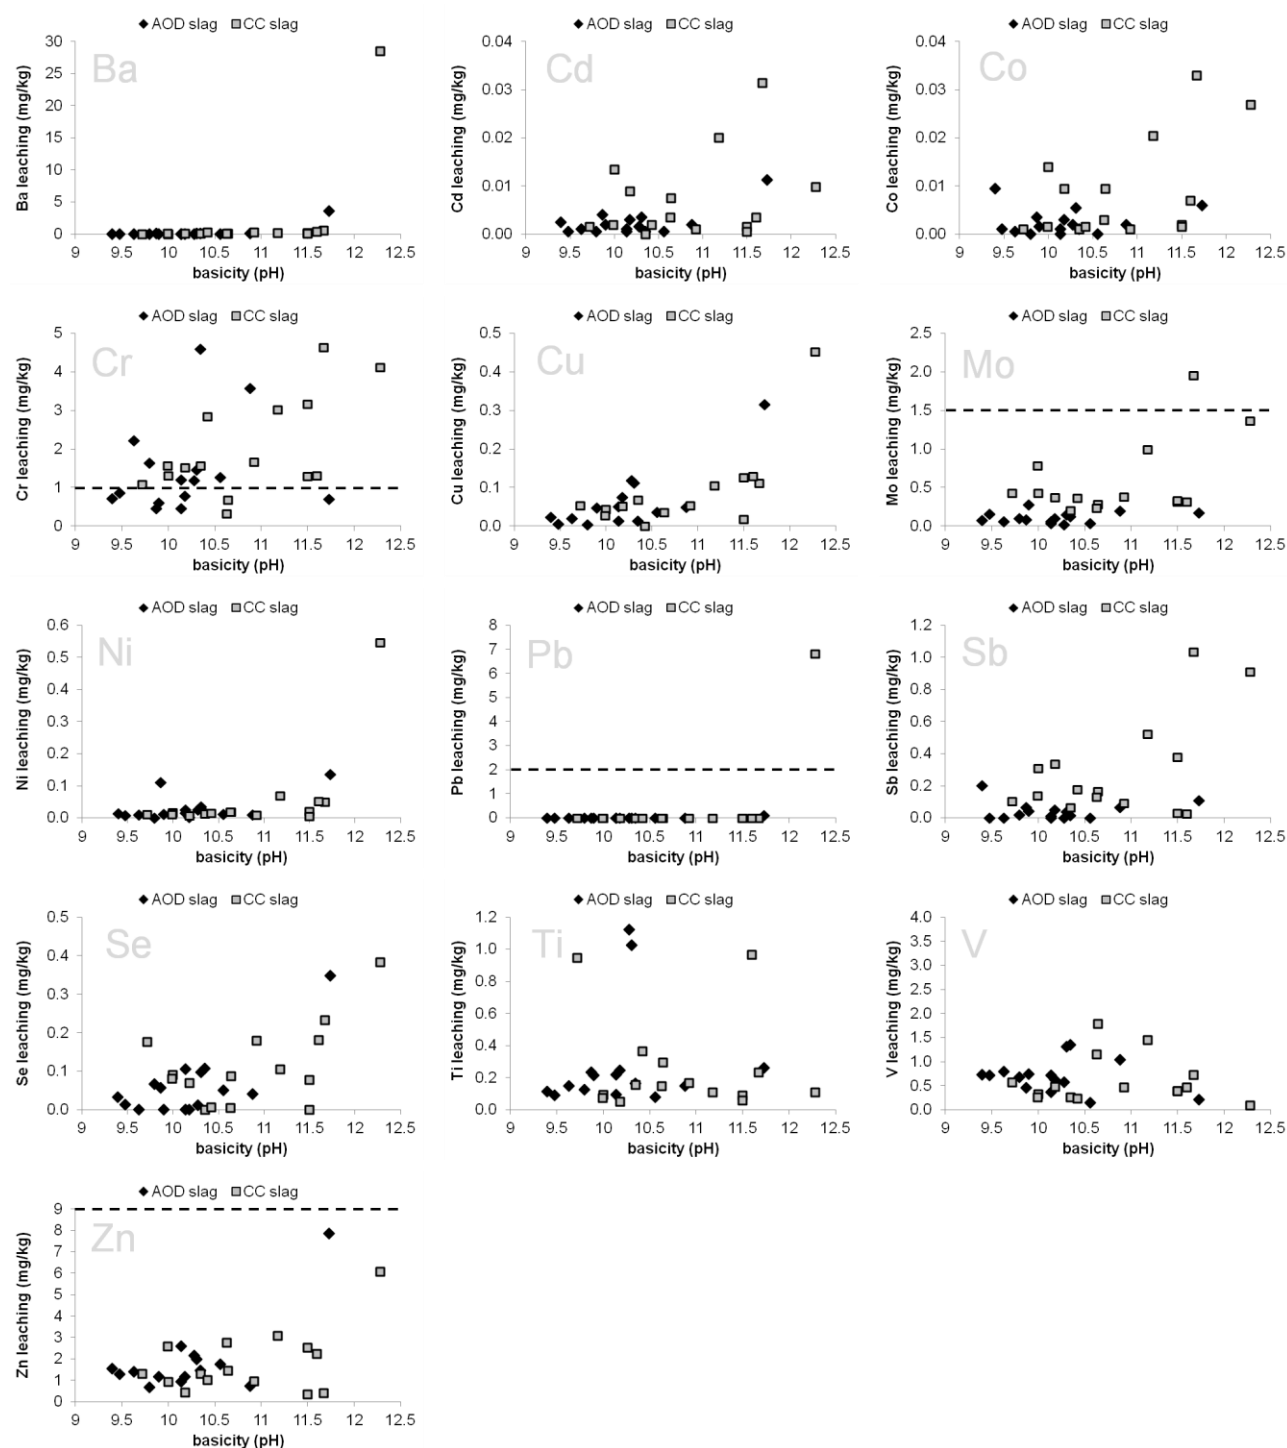 ◆ AOD slag ■ CC slag
Ba
Ba leaching (mg/kg)
30
25
20
15
10
5
0
9 9.5 10 10.5 11 11.5 12 12.5
basicity (pH)
◆ AOD slag ■ CC slag
Cd
Cd leaching (mg/kg)
0.04
0.03
0.02
0.01
0.00
9 9.5 10 10.5 11 11.5 12 12.5
basicity (pH)
◆ AOD slag ■ CC slag
Co
Co leaching (mg/kg)
0.04
0.03
0.02
0.01
0.00
9 9.5 10 10.5 11 11.5 12 12.5
basicity (pH)
◆ AOD slag ■ CC slag
Cr
Cr leaching (mg/kg)
5
4
3
2
1
0
9 9.5 10 10.5 11 11.5 12 12.5
basicity (pH)
◆ AOD slag ■ CC slag
Cu
Cu leaching (mg/kg)
0.5
0.4
0.3
0.2
0.1
0.0
9 9.5 10 10.5 11 11.5 12 12.5
basicity (pH)
◆ AOD slag ■ CC slag
Mo
Mo leaching (mg/kg)
2.5
2.0
1.5
1.0
0.5
0.0
9 9.5 10 10.5 11 11.5 12 12.5
basicity (pH)
◆ AOD slag ■ CC slag
Ni
Ni leaching (mg/kg)
0.6
0.5
0.4
0.3
0.2
0.1
0.0
9 9.5 10 10.5 11 11.5 12 12.5
basicity (pH)
◆ AOD slag ■ CC slag
Pb
Pb leaching (mg/kg)
8
7
6
5
4
3
2
2
1
0
9 9.5 10 10.5 11 11.5 12 12.5
basicity (pH)
◆ AOD slag ■ CC slag
Sb
Sb leaching (mg/kg)
1.2
1.0
0.8
0.6
0.4
0.2
0.0
9 9.5 10 10.5 11 11.5 12 12.5
basicity (pH)
◆ AOD slag ■ CC slag
Se
Se leaching (mg/kg)
0.5
0.4
0.3
0.2
0.1
0.0
9 9.5 10 10.5 11 11.5 12 12.5
basicity (pH)
◆ AOD slag ■ CC slag
Ti
Ti leaching (mg/kg)
1.2
1.0
0.8
0.6
0.4
0.2
0.0
9 9.5 10 10.5 11 11.5 12 12.5
basicity (pH)
◆ AOD slag ■ CC slag
V
V leaching (mg/kg)
4.0
3.5
3.0
2.5
2.0
1.5
1.0
0.5
0.0
9 9.5 10 10.5 11 11.5 12 12.5
basicity (pH)
◆ AOD slag ■ CC slag
Zn
Zn leaching (mg/kg)
9
8
7
6
5
4
3
2
1
0
9 9.5 10 10.5 11 11.5 12 12.5
basicity (pH)